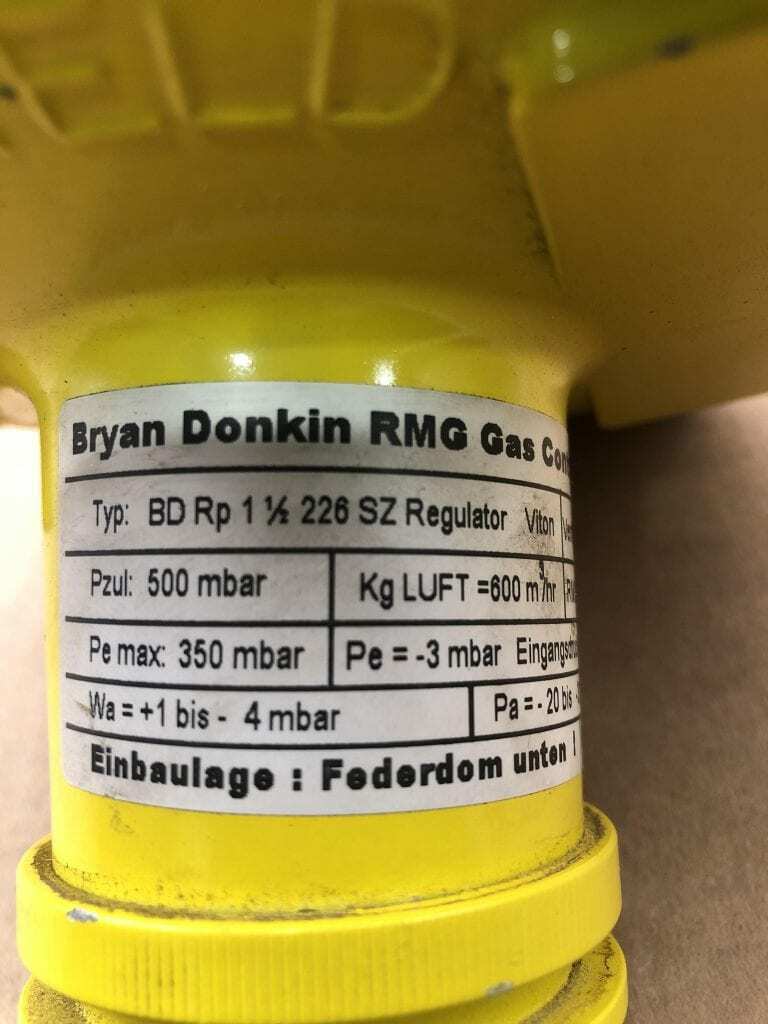 Bryan Donkin RMG Gas
Typ: BD Rp 1 ½ 226 SZ Regulator Viton
Pzul: 500 mbar Kg LUFT =600 m³/hr
Pe max: 350 mbar Pe = -3 mbar
Wa = +1 bis - 4 mbar Pa = - 20 bis -
Einbaulage : Federdom unten !